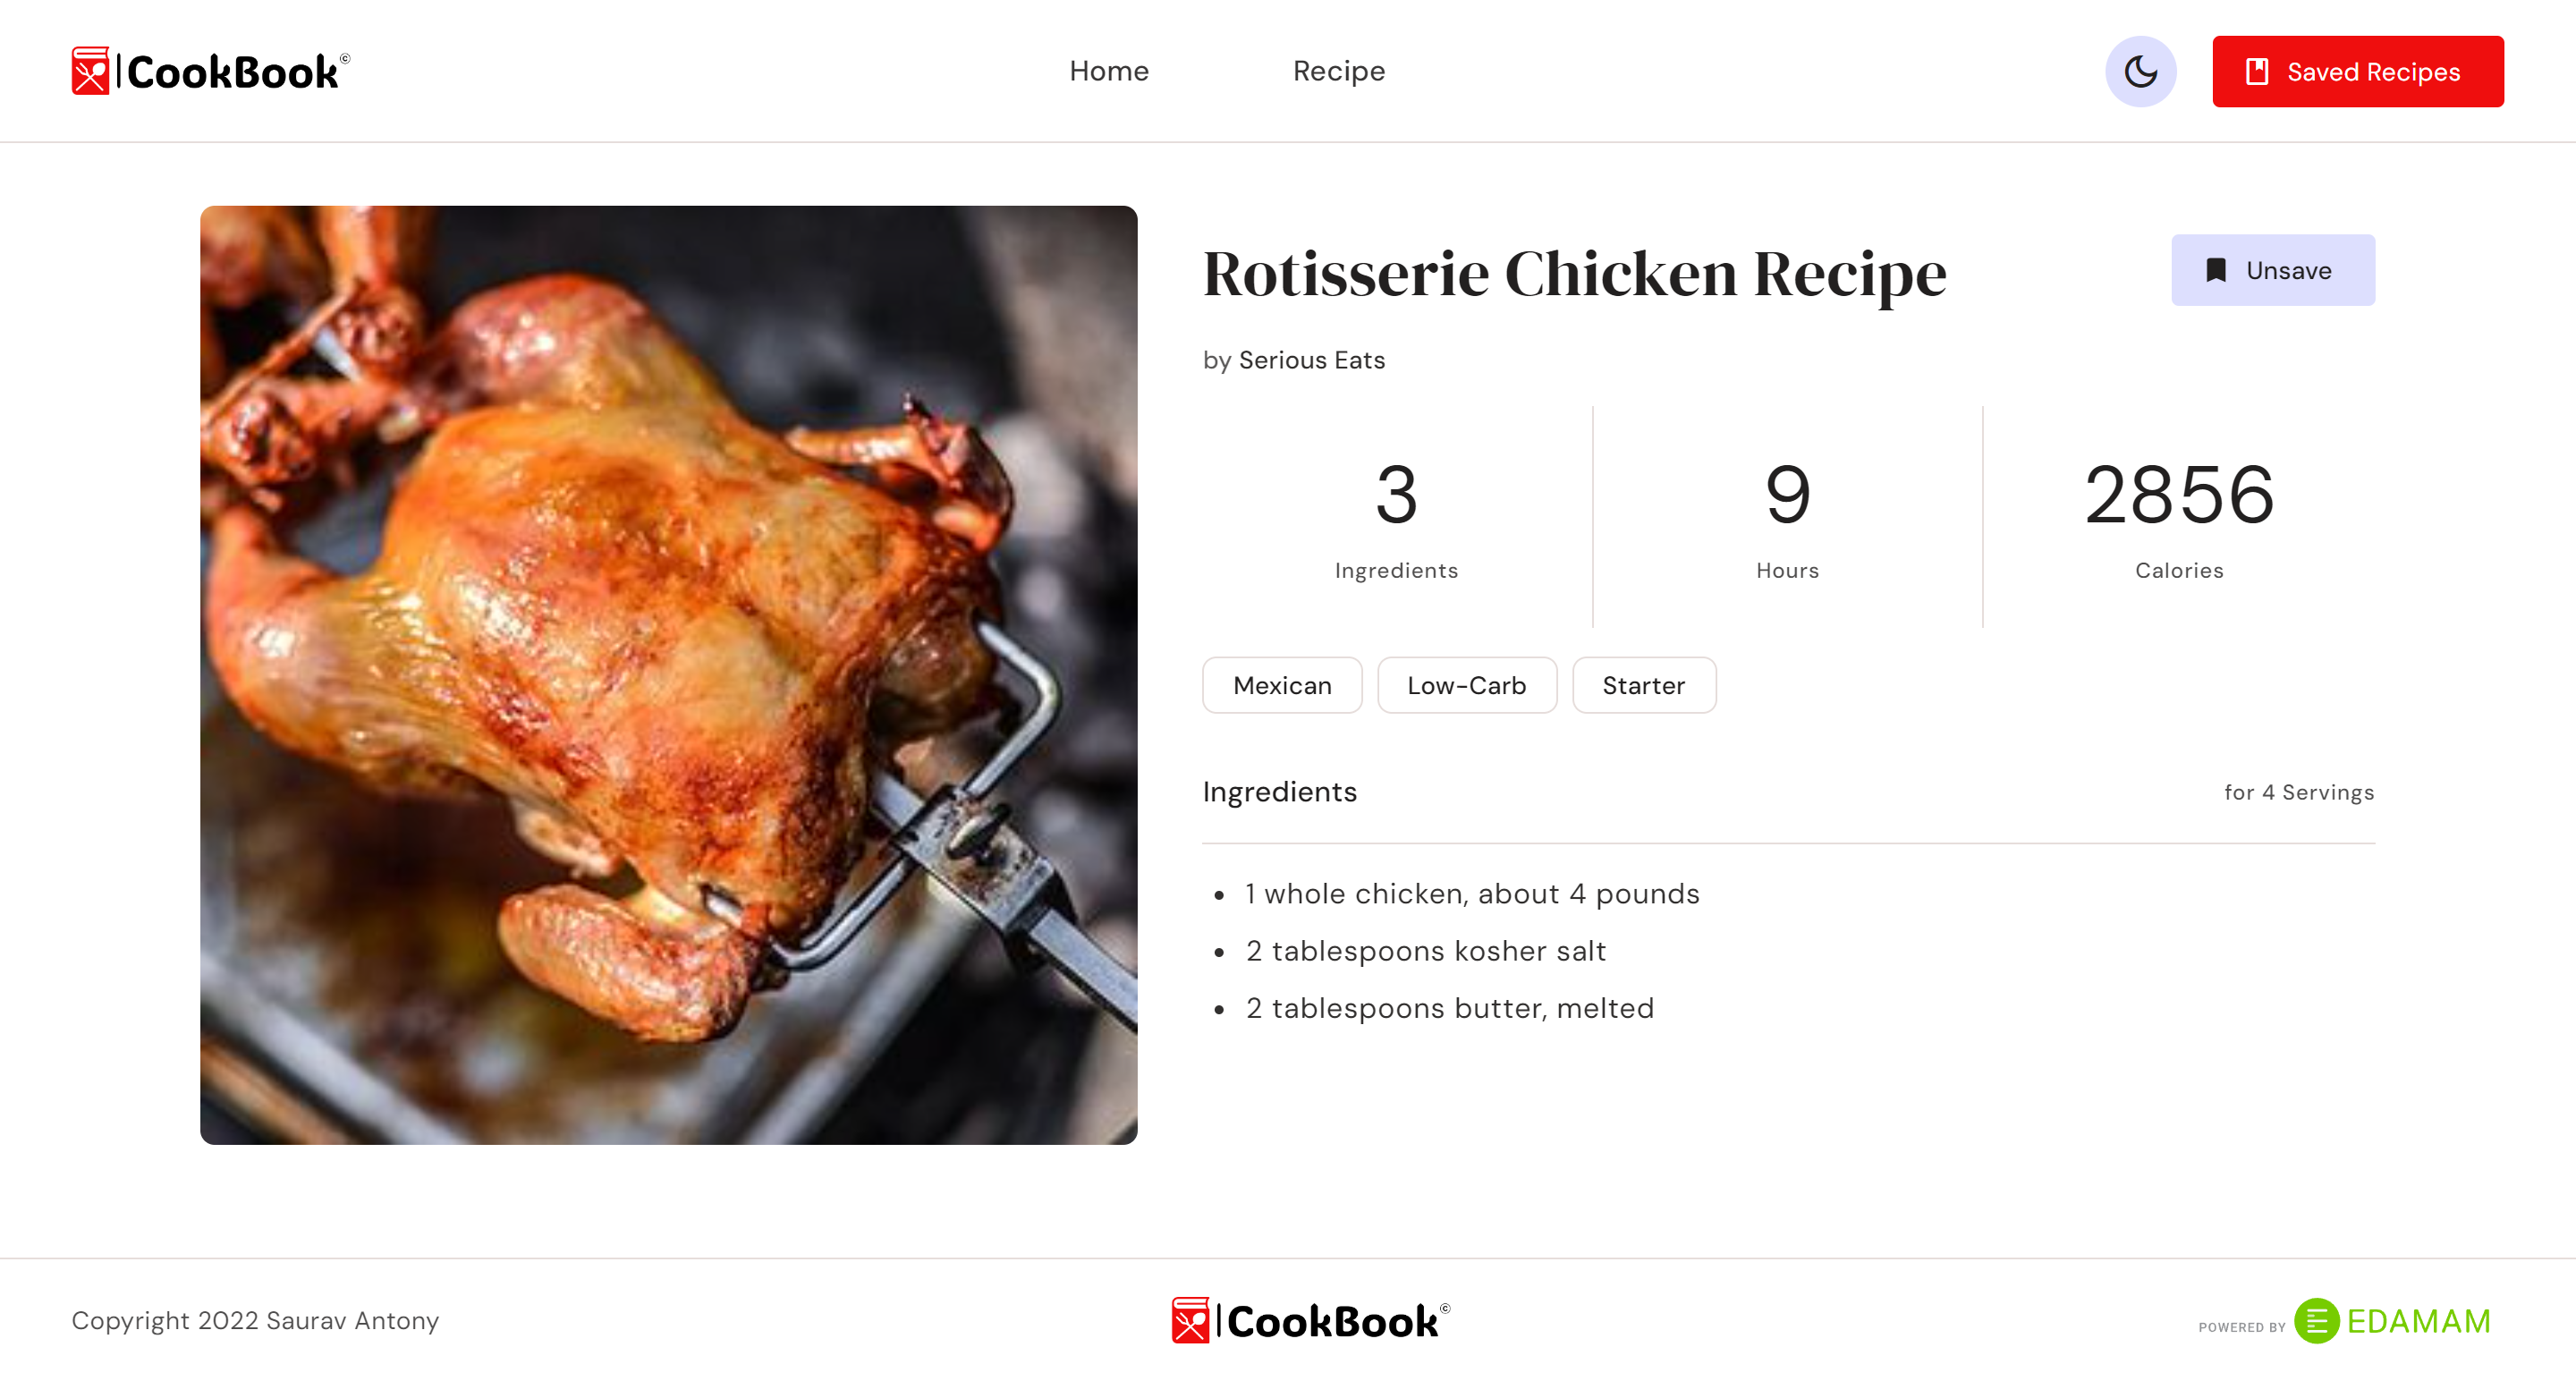 CookBook©
Home
Recipe
Saved Recipes
Rotisserie Chicken Recipe
Unsave
by Serious Eats
3
Ingredients
9
Hours
2856
Calories
Mexican
Low-Carb
Starter
Ingredients
for 4 Servings
• 1 whole chicken, about 4 pounds
• 2 tablespoons kosher salt
• 2 tablespoons butter, melted
Copyright 2022 Saurav Antony
CookBook©
POWERED BY EDAMAM